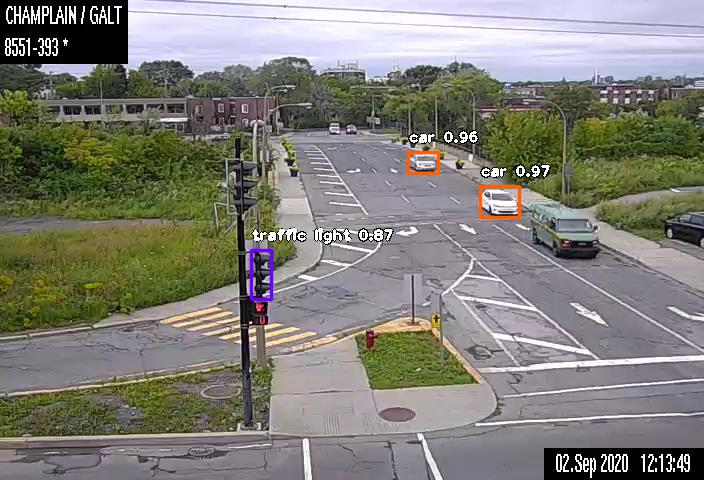 CHAMPLAIN / GALT
8551-393 *
car 0.96
car 0.97
traffic light 0.87
02.Sep 2020 12:13:49